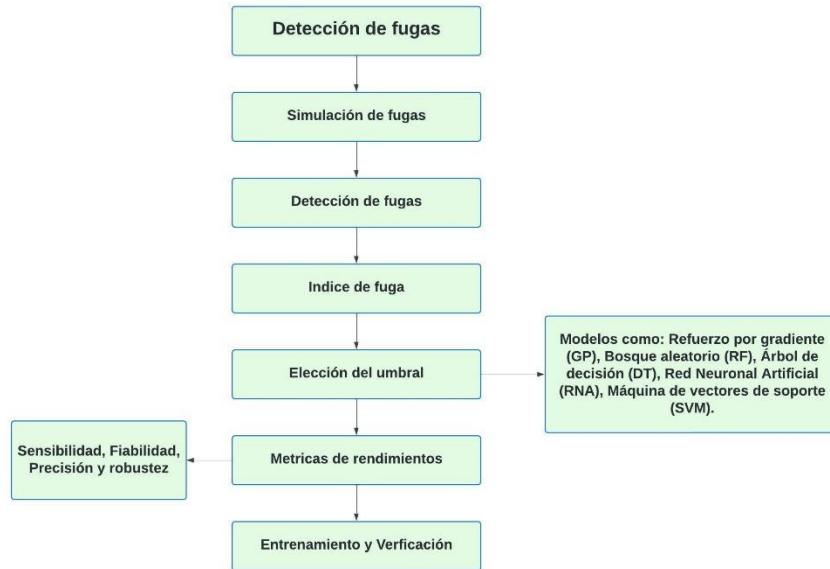 Detección de fugas
Simulación de fugas
Detección de fugas
Indice de fuga
Elección del umbral
Modelos como: Refuerzo por gradiente
(GP), Bosque aleatorio (RF), Árbol de
decisión (DT), Red Neuronal Artificial
(RNA), Máquina de vectores de soporte
(SVM).
Metricas de rendimientos
Sensibilidad, Fiabilidad,
Precisión y robustez
Entrenamiento y Verficación